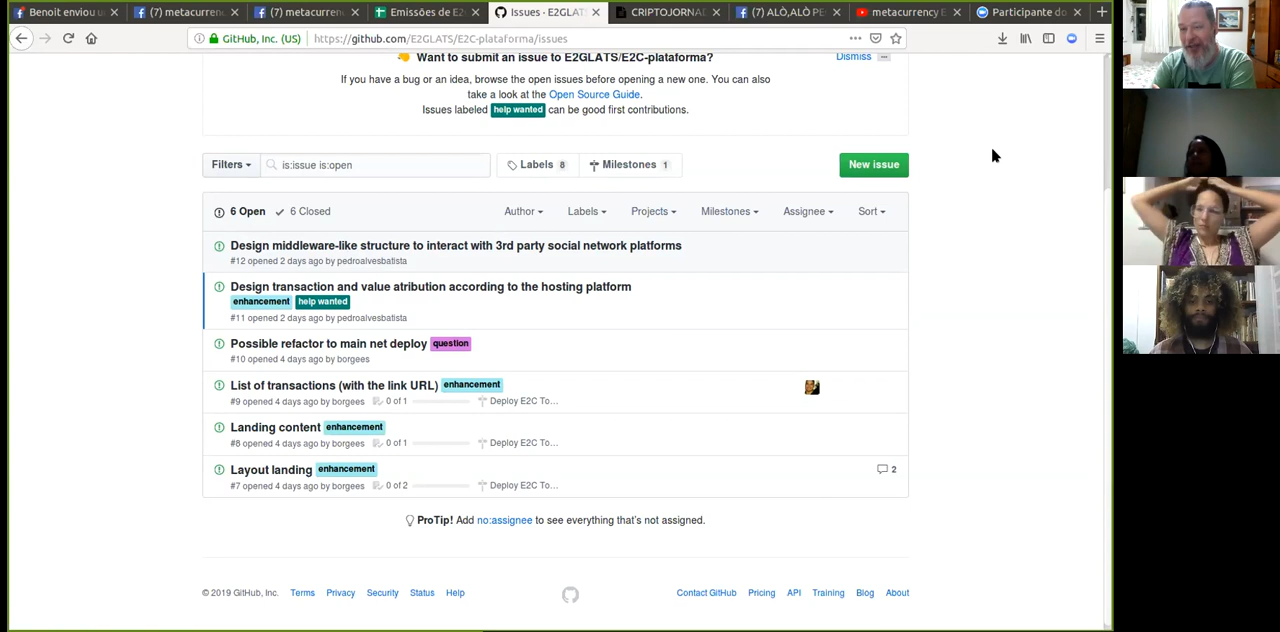 Benoit enviou u
(7) metacurren
(7) metacurren
Emissões de E2
Issues · E2GLAT
CRIPTOJORNA
(7) ALÔ,ALÔ PE
metacurrency E
Participante do
GitHub, Inc. (US)
https://github.com/E2GLATS/E2C-plataforma/issues
Want to submit an issue to E2GLATS/E2C-plataforma?
Dismiss
If you have a bug or an idea, browse the open issues before opening a new one. You can also
take a look at the Open Source Guide.
Issues labeled help wanted can be good first contributions.
Filters
is:issue is:open
Labels 8
Milestones 1
New issue
6 Open
6 Closed
Author
Labels
Projects
Milestones
Assignee
Sort
Design middleware-like structure to interact with 3rd party social network platforms
#12 opened 2 days ago by pedroalvesbatista
Design transaction and value atribution according to the hosting platform
enhancement help wanted
#11 opened 2 days ago by pedroalvesbatista
Possible refactor to main net deploy question
#10 opened 4 days ago by borgees
List of transactions (with the link URL) enhancement
#9 opened 4 days ago by borgees 0 of 1 Deploy E2C To...
Landing content enhancement
#8 opened 4 days ago by borgees 0 of 1 Deploy E2C To...
Layout landing enhancement
2
#7 opened 4 days ago by borgees 0 of 2 Deploy E2C To...
ProTip! Add no:assignee to see everything that's not assigned.
© 2019 GitHub, Inc.
Terms
Privacy
Security
Status
Help
Contact GitHub
Pricing
API
Training
Blog
About